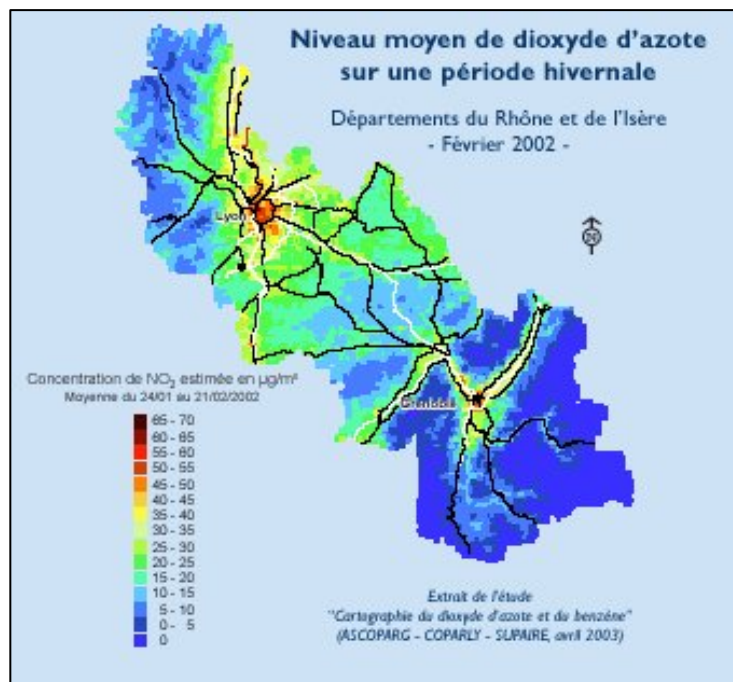 Niveau moyen de dioxyde d'azote
sur une période hivernale
Départements du Rhône et de l'Isère
- Février 2002 -
Lyon
Concentration de NO₂ estimée en µg/m³
Moyenne du 24/01 au 21/02/2002
Grenoble
65 - 70
60 - 65
55 - 60
50 - 55
45 - 50
40 - 45
35 - 40
30 - 35
25 - 30
20 - 25
15 - 20
10 - 15
5 - 10
0 - 5
0
Extrait de l'étude
"Cartographie du dioxyde d'azote et du benzène"
(ASCOPARG - COPARLY - SUPAIRE, avril 2003)